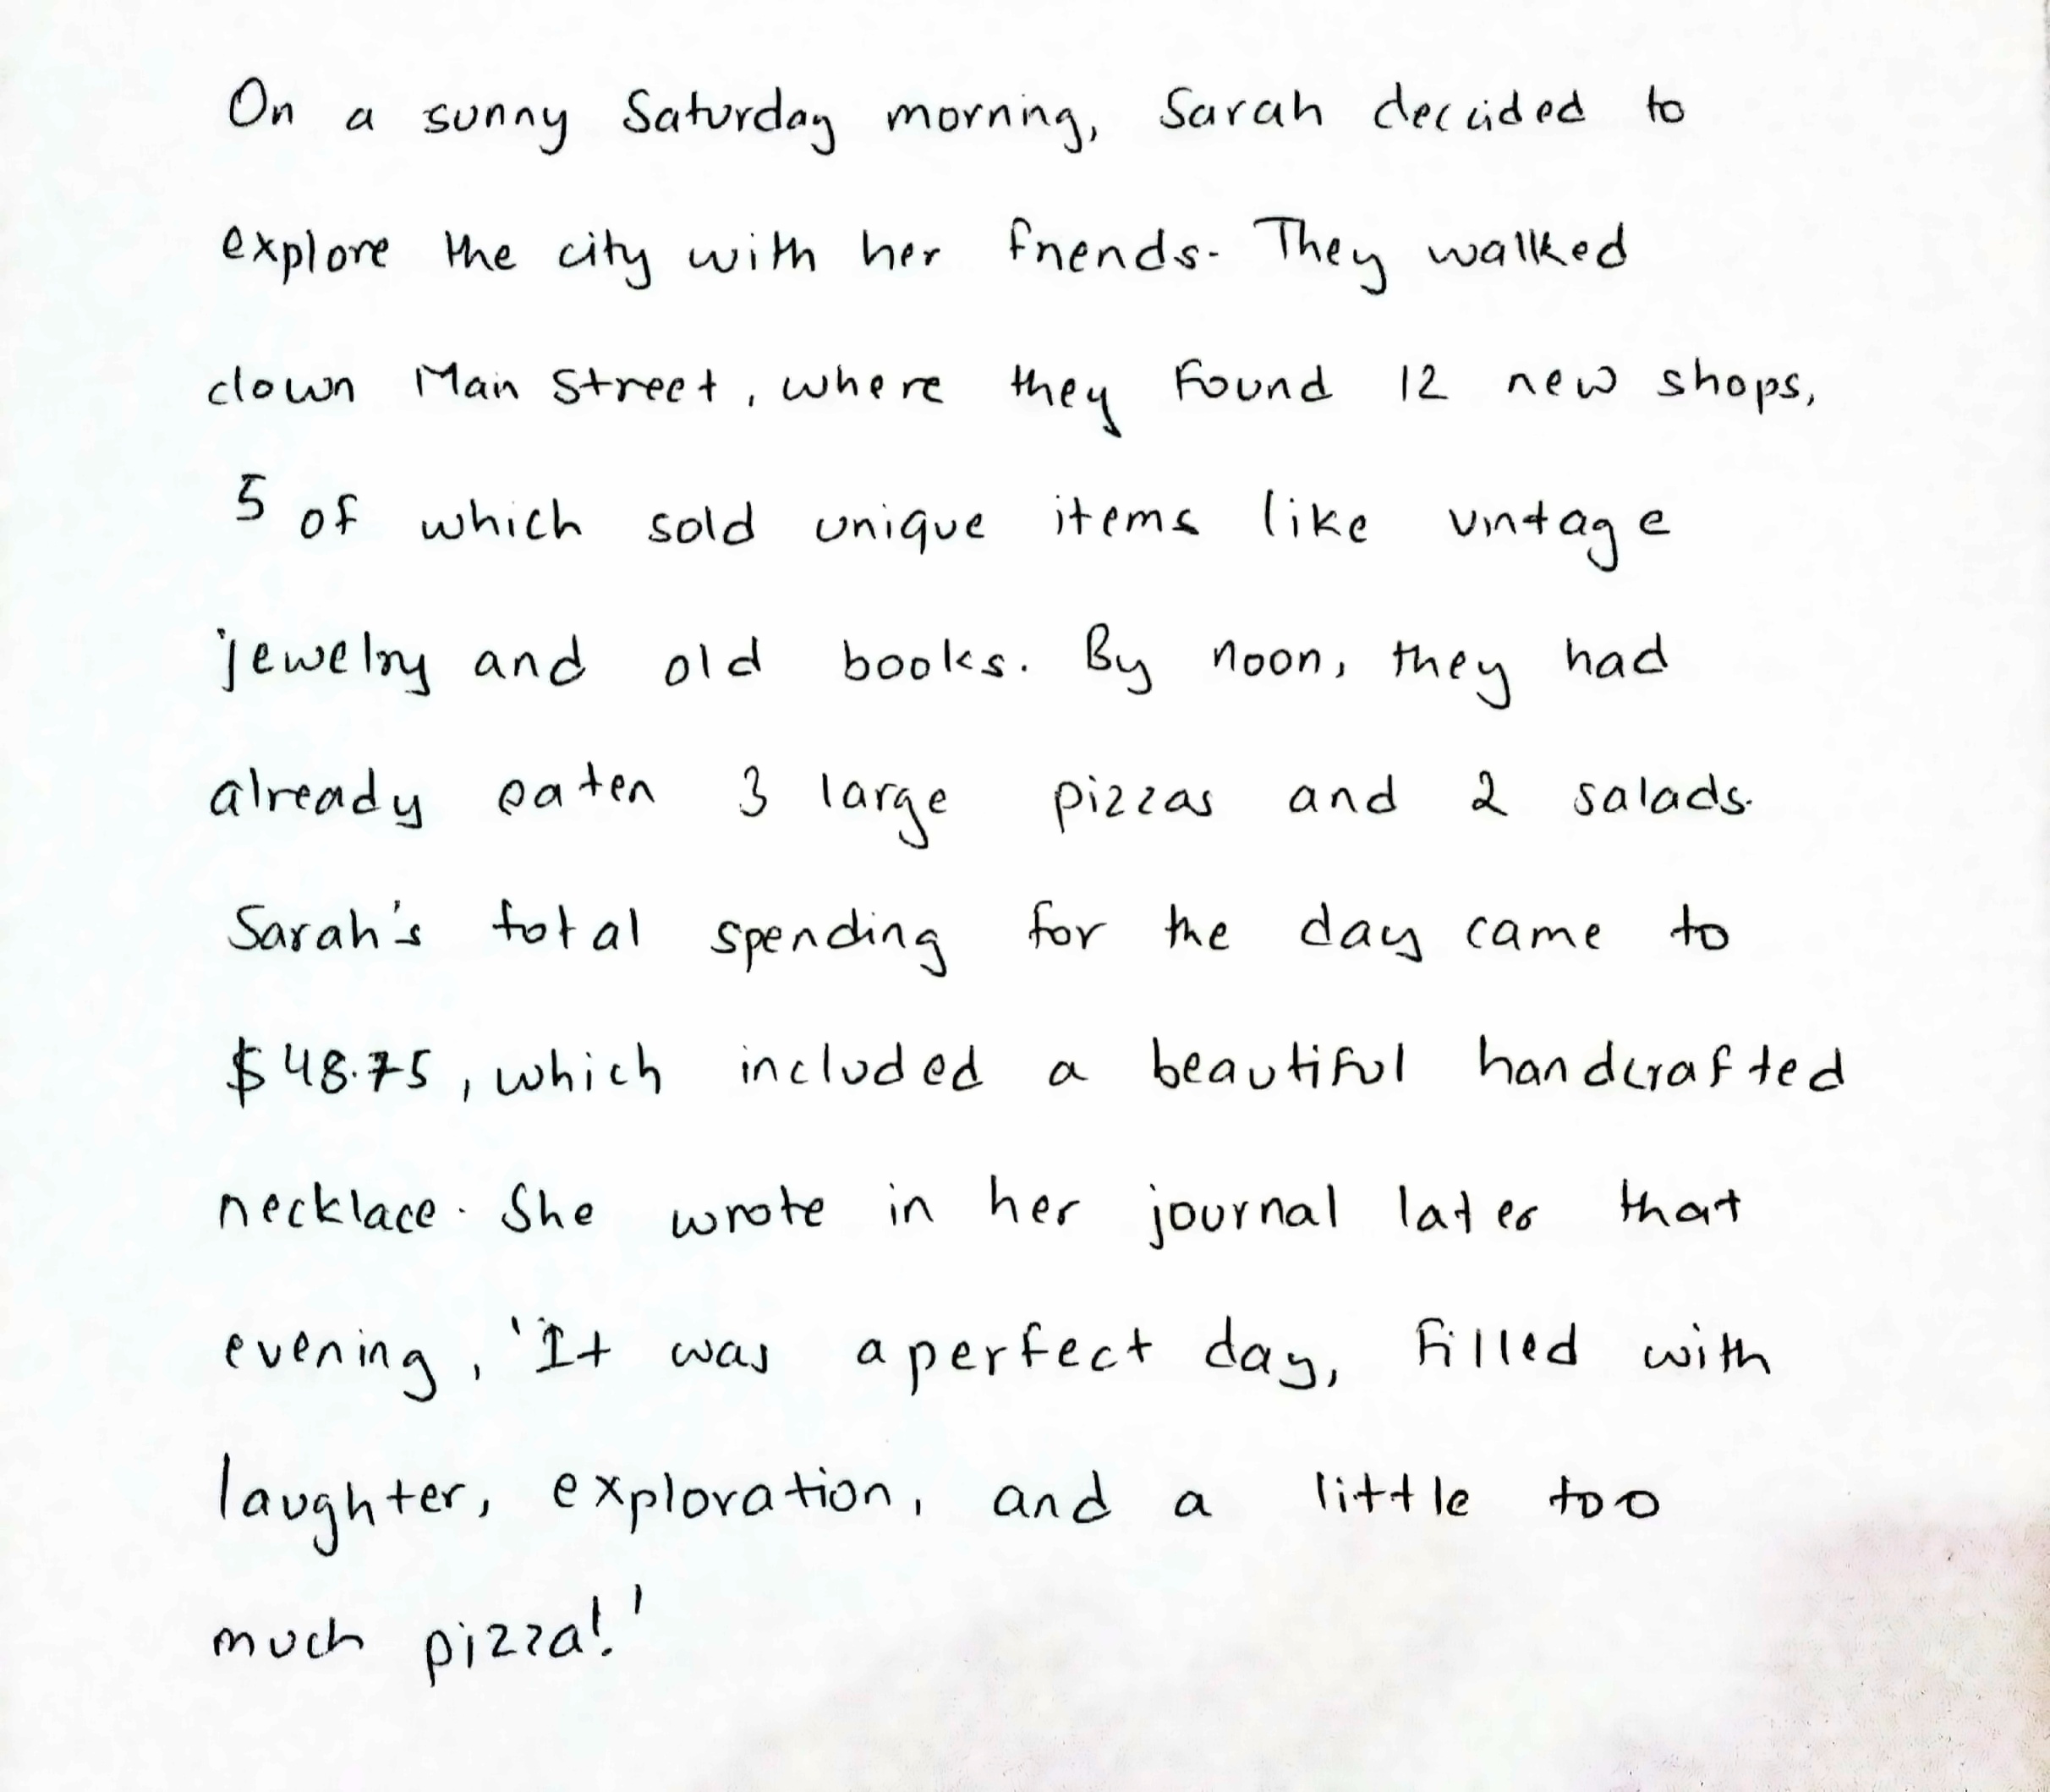 On a sunny Saturday morning, Sarah decided to
explore the city with her friends. They walked
down Main Street, where they found 12 new shops,
5 of which sold unique items like vintage
jewelry and old books. By noon, they had
already eaten 3 large pizzas and 2 salads.
Sarah's total spending for the day came to
$48.75, which included a beautiful handcrafted
necklace. She wrote in her journal later that
evening, 'It was a perfect day, filled with
laughter, exploration, and a little too
much pizza!'